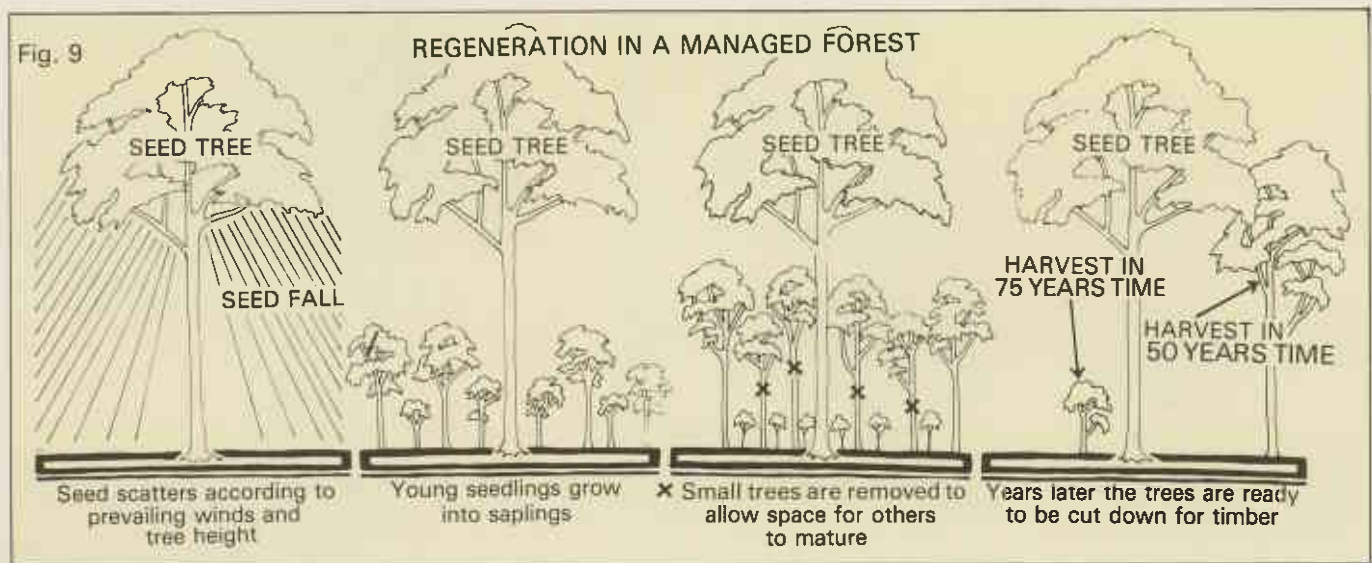 Fig. 9
REGENERATION IN A MANAGED FOREST
SEED TREE
SEED FALL
Seed scatters according to
prevailing winds and
tree height
SEED TREE
Young seedlings grow
into saplings
SEED TREE
x
x
x
x
x Small trees are removed to
allow space for others
to mature
SEED TREE
HARVEST IN
75 YEARS TIME
HARVEST IN
50 YEARS TIME
Years later the trees are ready
to be cut down for timber